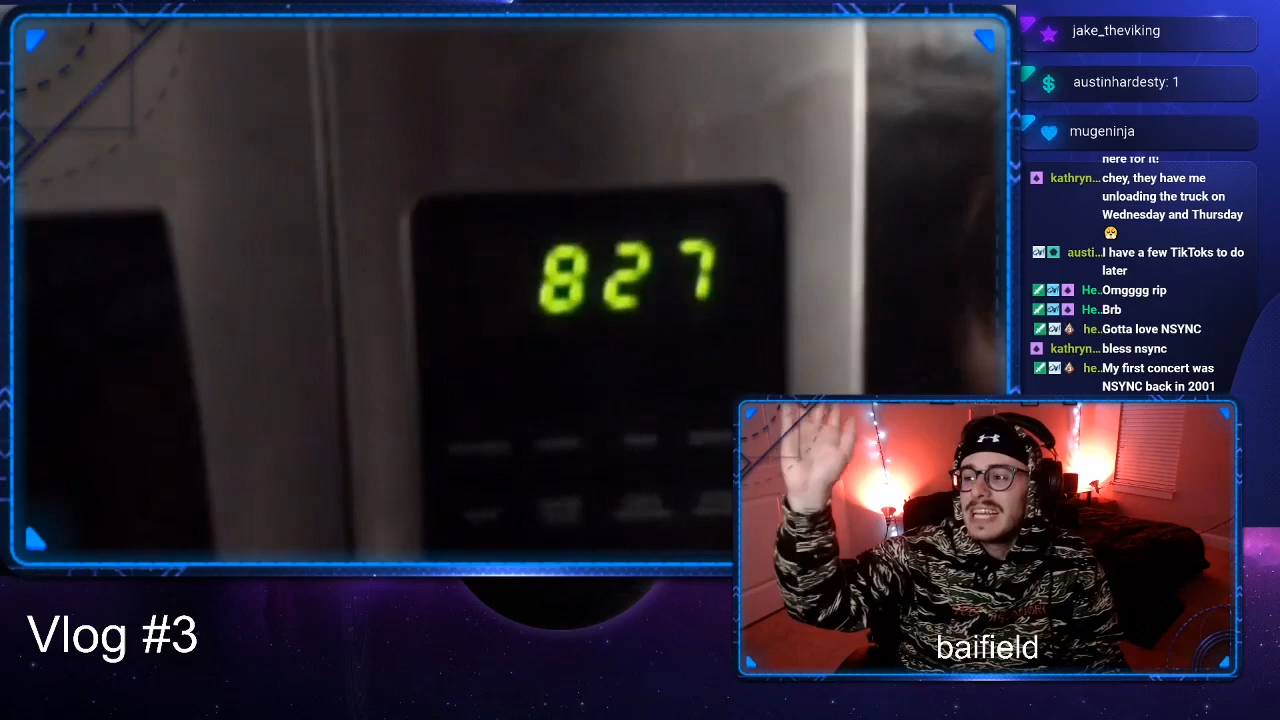 jake_theviking
austinhardesty: 1
mugeninja
here for it!
kathryn... chey, they have me
unloading the truck on
Wednesday and Thursday
austi... I have a few TikToks to do
later
He.. Omgggg rip
He.. Brb
he.. Gotta love NSYNC
kathryn... bless nsync
he.. My first concert was
NSYNC back in 2001
827
Vlog #3
baifield